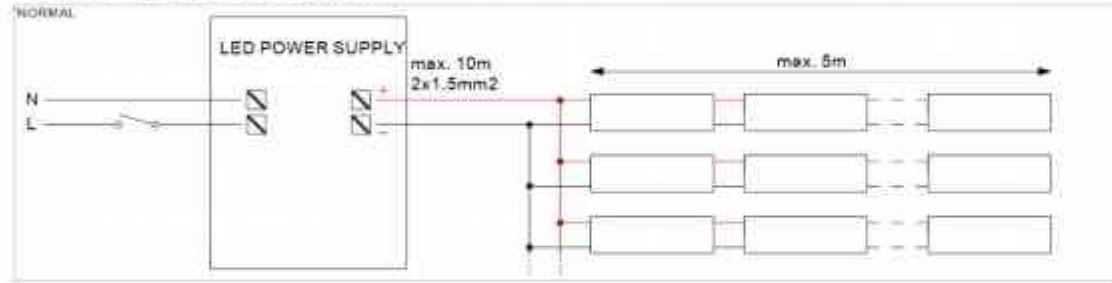 NORMAL
LED POWER SUPPLY
max. 10m
2x1.5mm2
max. 5m
+
N
L
−